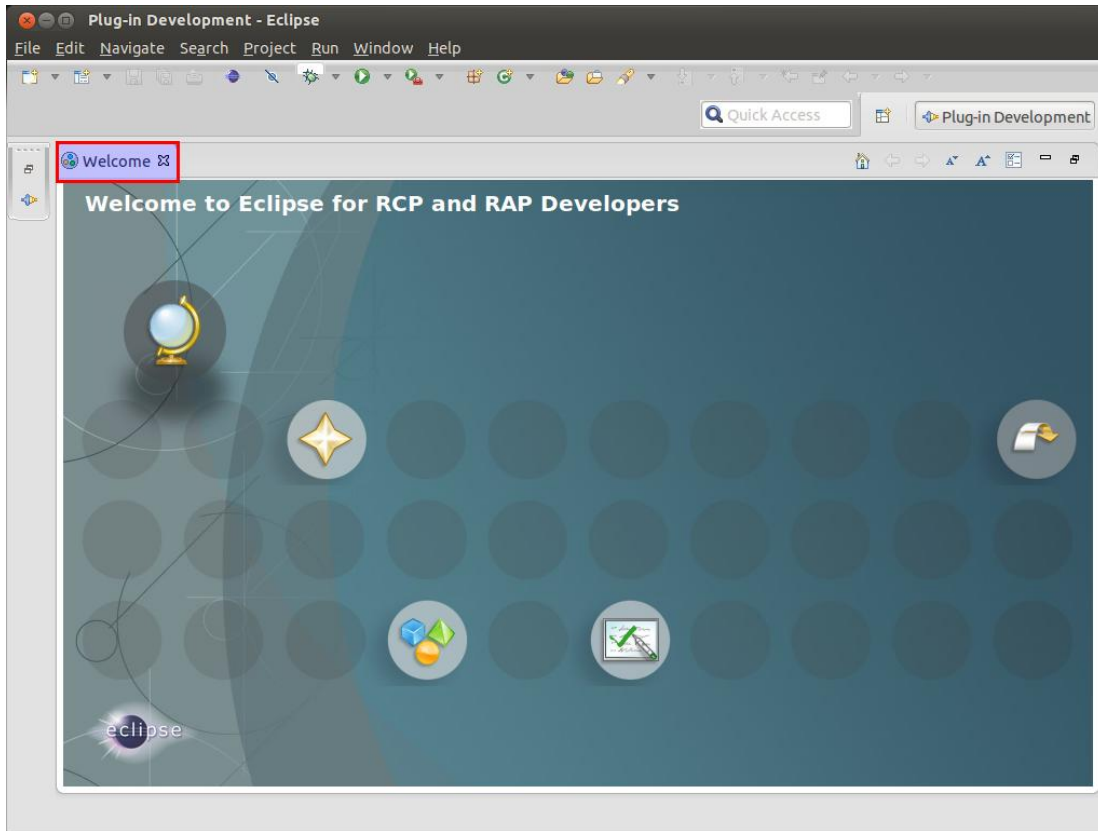 Plug-in Development - Eclipse
File Edit Navigate Search Project Run Window Help
Quick Access
Plug-in Development
Welcome
Welcome to Eclipse for RCP and RAP Developers
eclipse